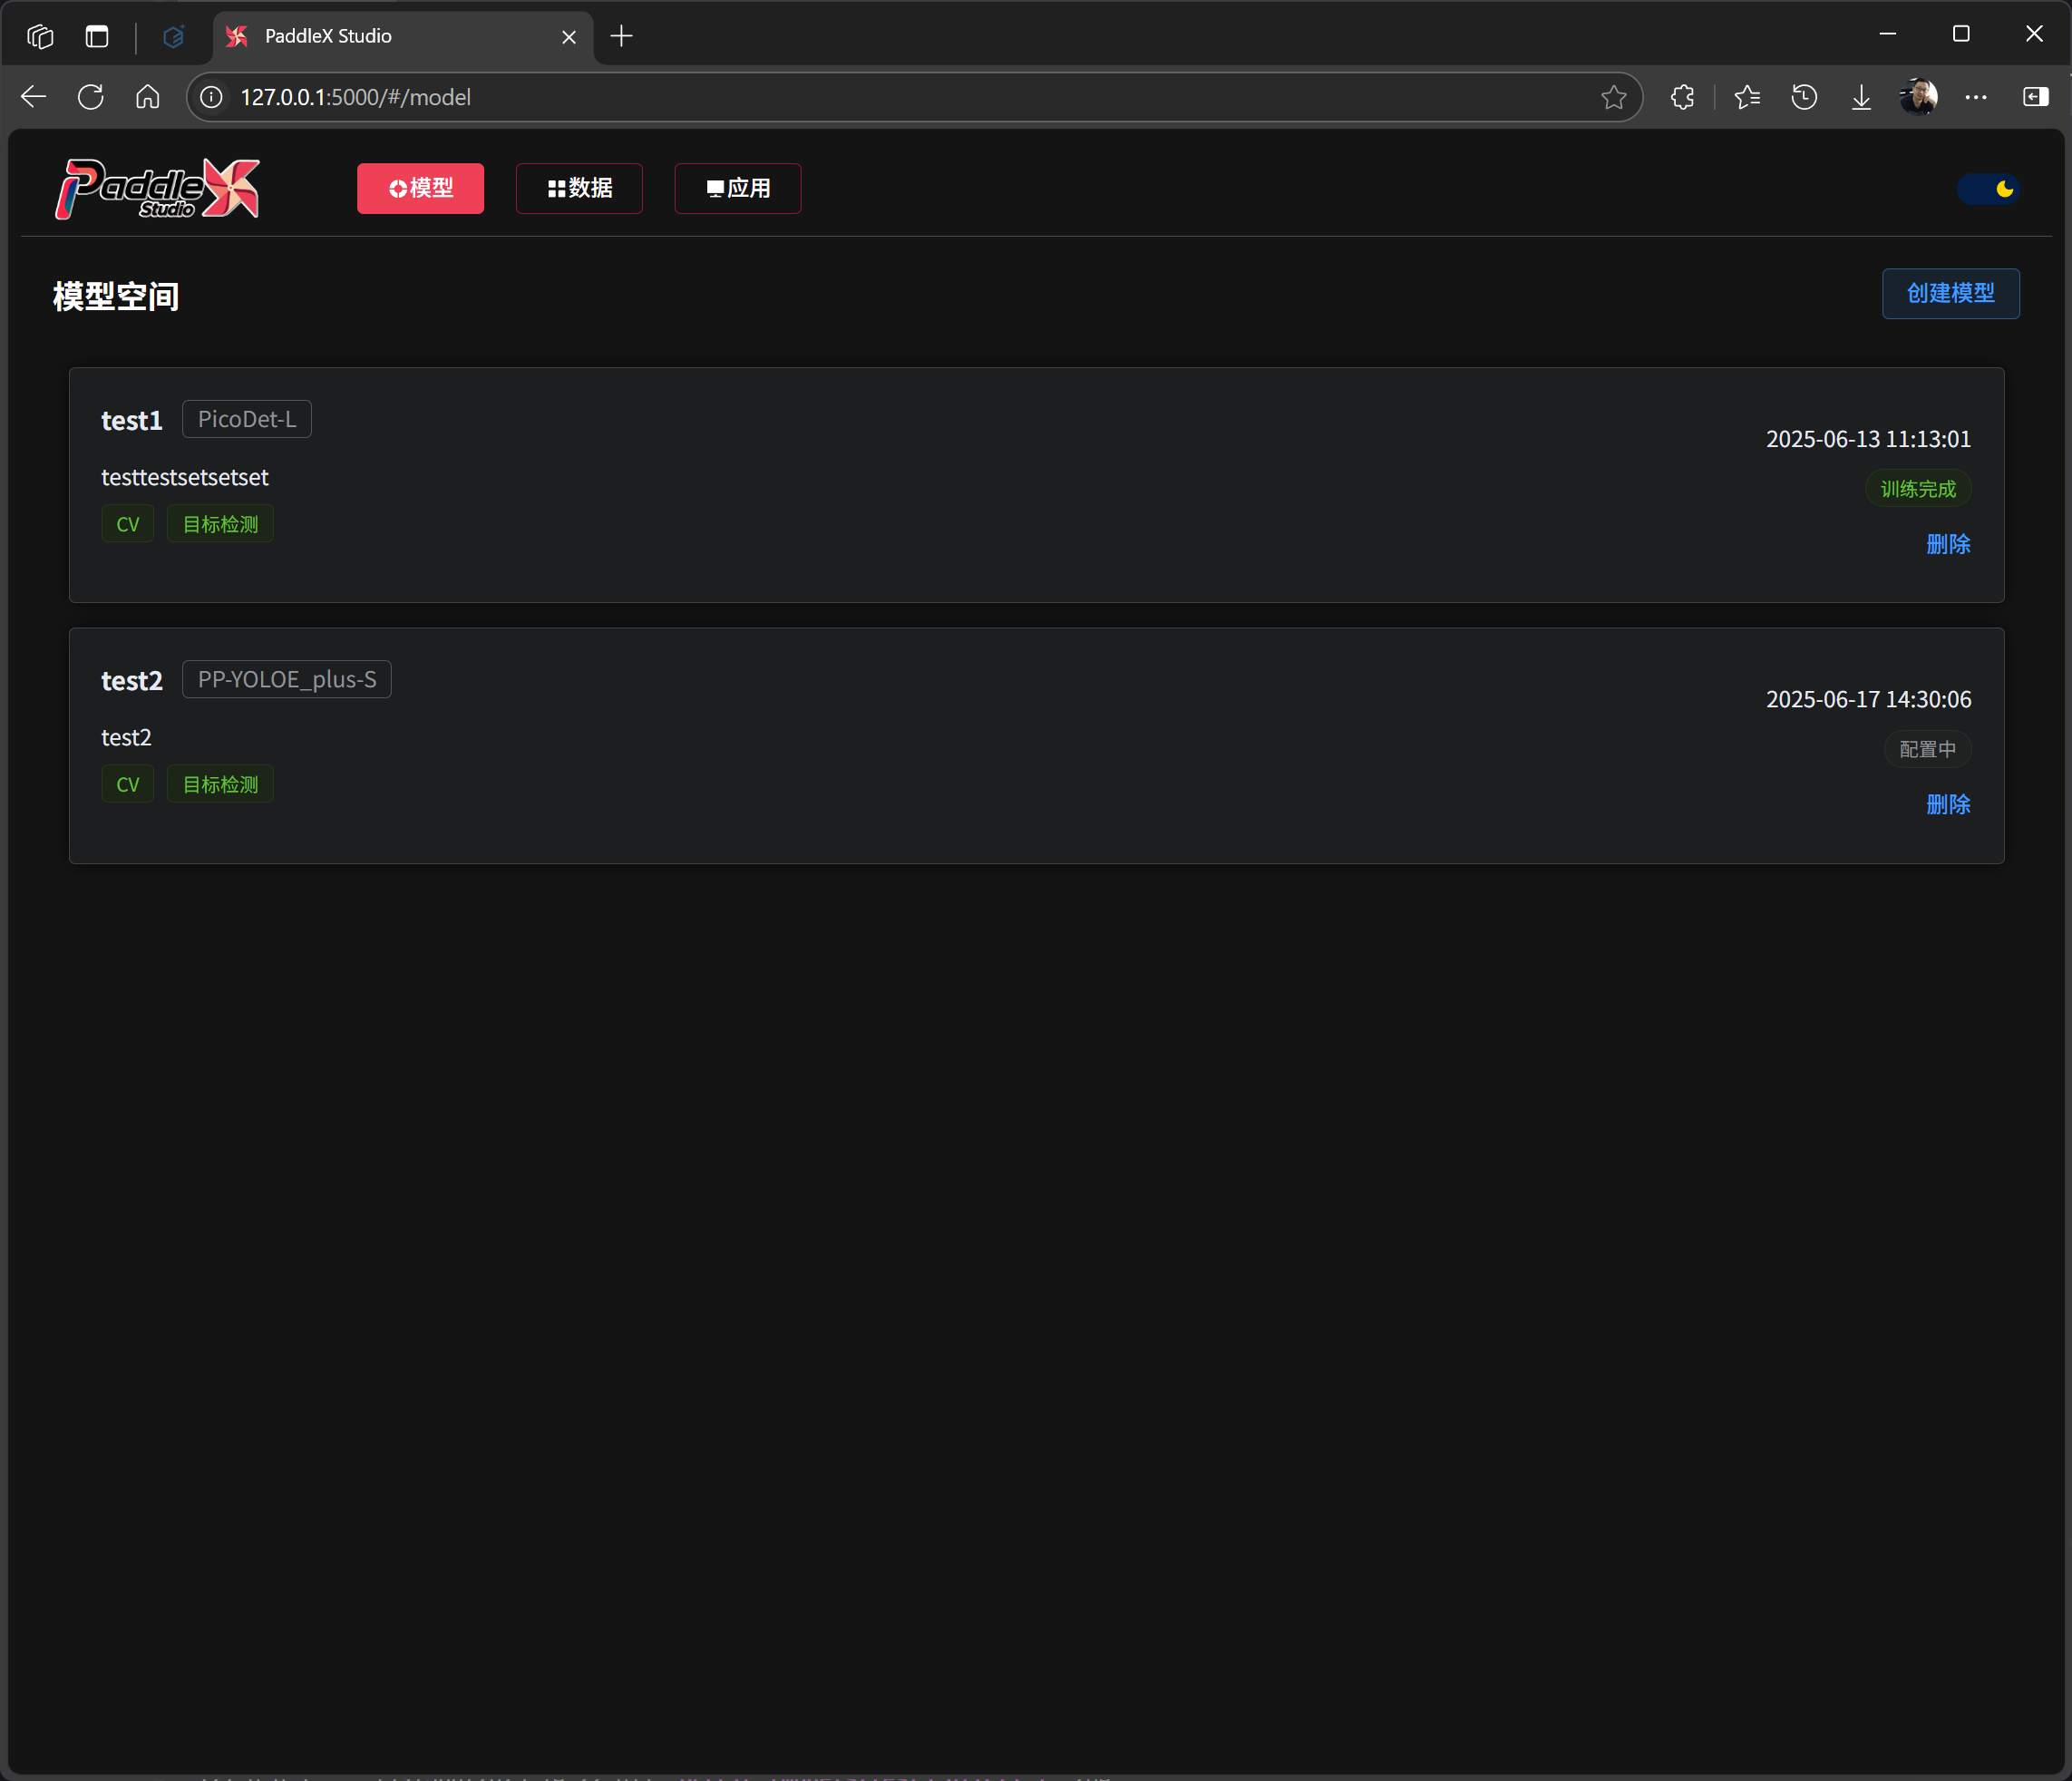 PaddleX Studio
127.0.0.1:5000/#/model
PaddleX Studio
模型
数据
应用
模型空间
创建模型
test1 PicoDet-L
2025-06-13 11:13:01
testtestsetsetset
训练完成
CV 目标检测
删除
test2 PP-YOLOE_plus-S
2025-06-17 14:30:06
test2
配置中
CV 目标检测
删除